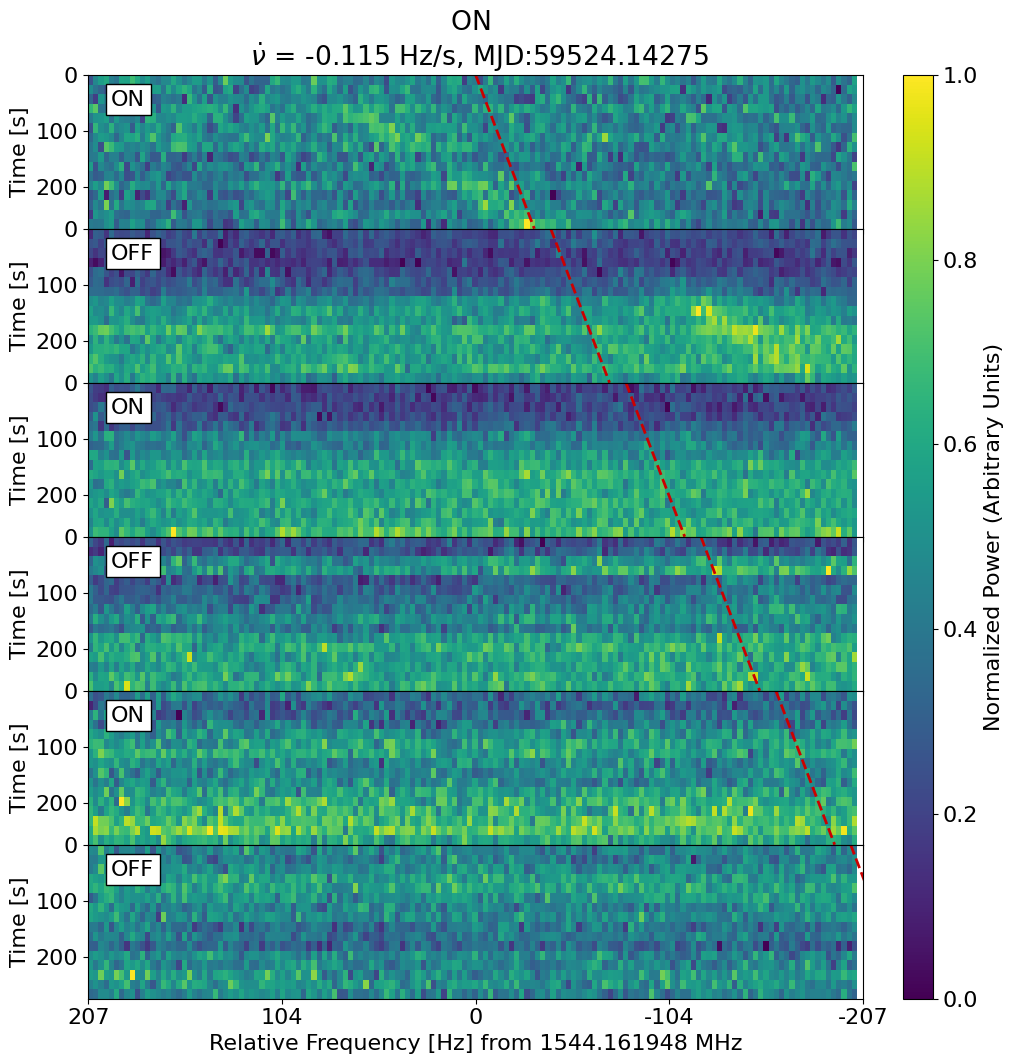 ON
ν̇ = -0.115 Hz/s, MJD:59524.14275
0
100
200
Time [s]
ON
0
100
200
Time [s]
OFF
0
100
200
Time [s]
ON
0
100
200
Time [s]
OFF
0
100
200
Time [s]
ON
0
100
200
Time [s]
OFF
207
104
0
-104
-207
Relative Frequency [Hz] from 1544.161948 MHz
1.0
0.8
0.6
0.4
0.2
0.0
Normalized Power (Arbitrary Units)